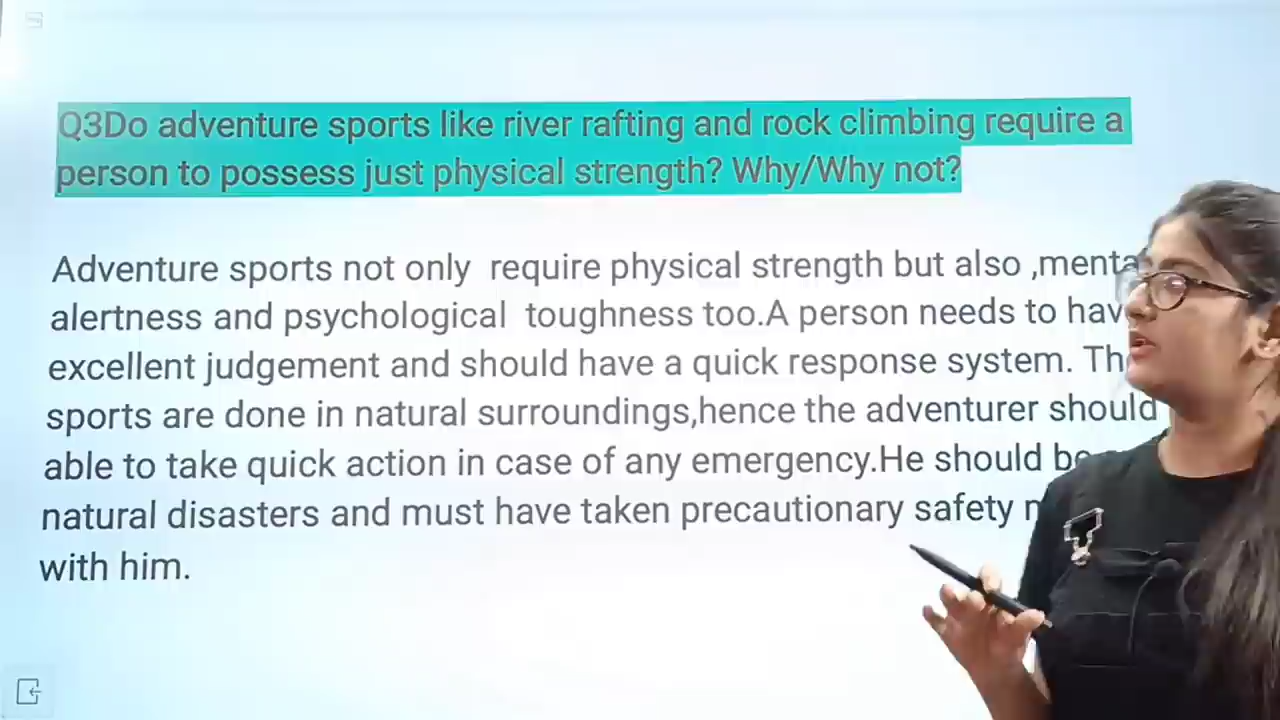 Q3Do adventure sports like river rafting and rock climbing require a
person to possess just physical strength? Why/Why not?
Adventure sports not only require physical strength but also ,menta
alertness and psychological toughness too.A person needs to hav
excellent judgement and should have a quick response system. Th
sports are done in natural surroundings,hence the adventurer should
able to take quick action in case of any emergency.He should be
natural disasters and must have taken precautionary safety
with him.